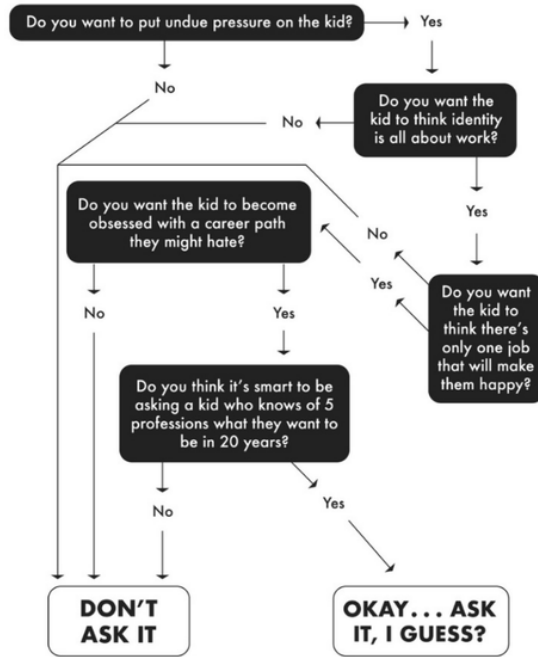 Do you want to put undue pressure on the kid?
Yes
No
Do you want the
kid to think identity
is all about work?
No
Yes
Do you want the kid to become
obsessed with a career path
they might hate?
No
Yes
Do you want
the kid to
think there's
only one job
that will make
them happy?
No
Yes
Do you think it's smart to be
asking a kid who knows of 5
professions what they want to
be in 20 years?
No
Yes
DON'T
ASK IT
OKAY... ASK
IT, I GUESS?